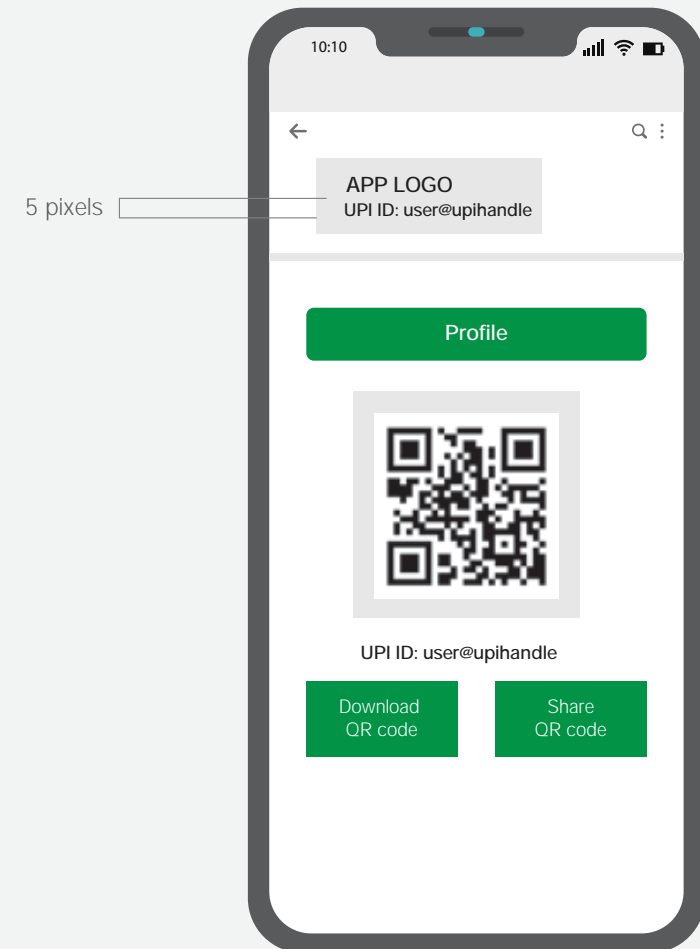 10:10
APP LOGO
UPI ID: user@upihandle
5 pixels
Profile
UPI ID: user@upihandle
Download
QR code
Share
QR code